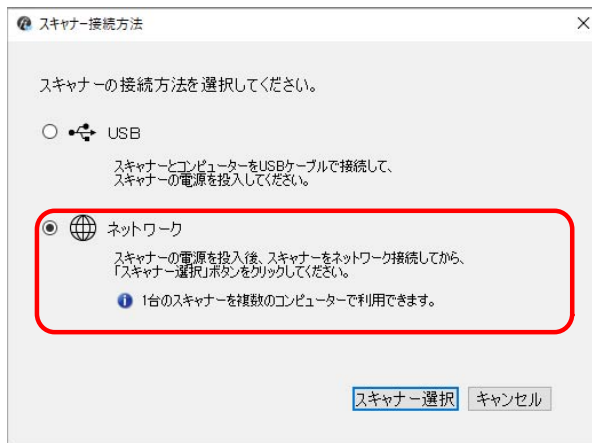 スキャナー接続方法
スキャナーの接続方法を選択してください。
USB
スキャナーとコンピューターをUSBケーブルで接続して、
スキャナーの電源を投入してください。
ネットワーク
スキャナーの電源を投入後、スキャナーをネットワーク接続してから、
「スキャナー選択」ボタンをクリックしてください。
1台のスキャナーを複数のコンピューターで利用できます。
スキャナー選択 キャンセル